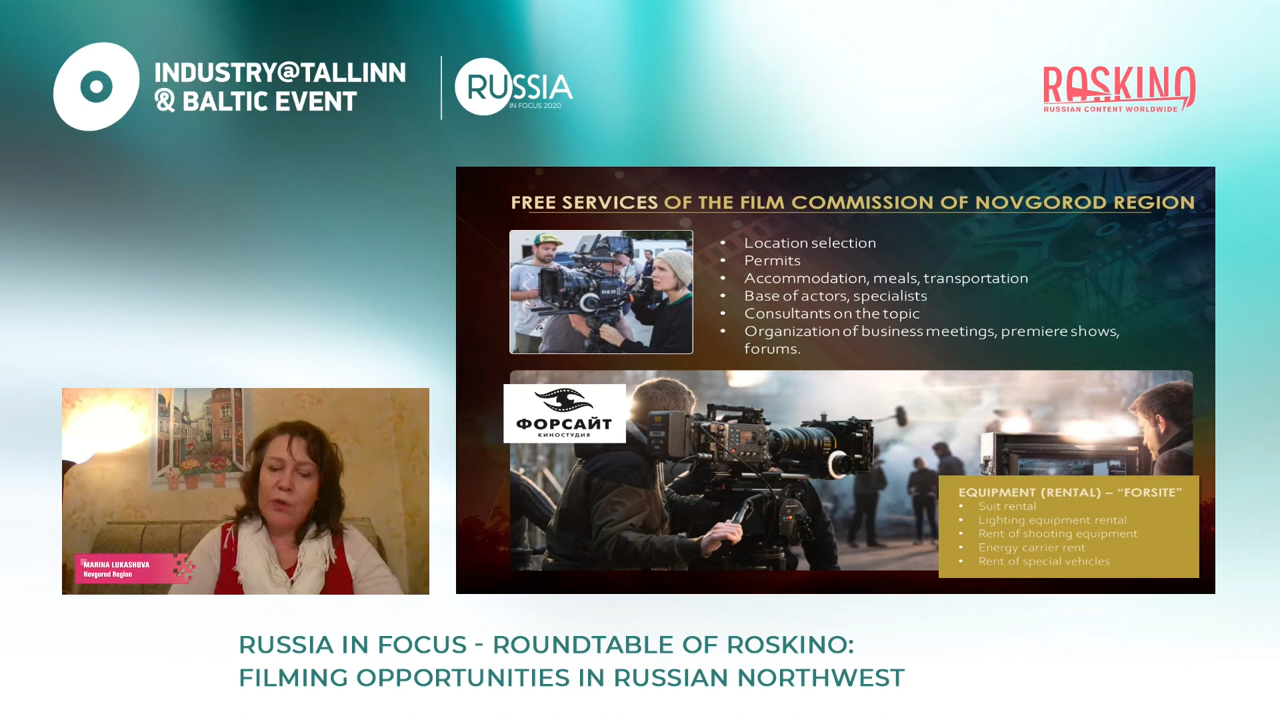 INDUSTRY@TALLINN
& BALTIC EVENT
RUSSIA
IN FOCUS 2020
ROSKINO
RUSSIAN CONTENT WORLDWIDE
FREE SERVICES OF THE FILM COMMISSION OF NOVGOROD REGION
• Location selection
• Permits
• Accommodation, meals, transportation
• Base of actors, specialists
• Consultants on the topic
• Organization of business meetings, premiere shows,
forums.
ФОРСАЙТ
КИНОСТУДИЯ
EQUIPMENT (RENTAL) – “FORSITE”
• Suit rental
• Lighting equipment rental
• Rent of shooting equipment
• Energy carrier rent
• Rent of special vehicles
MARINA LUKASHOVA
Novgorod Region
RUSSIA IN FOCUS - ROUNDTABLE OF ROSKINO:
FILMING OPPORTUNITIES IN RUSSIAN NORTHWEST